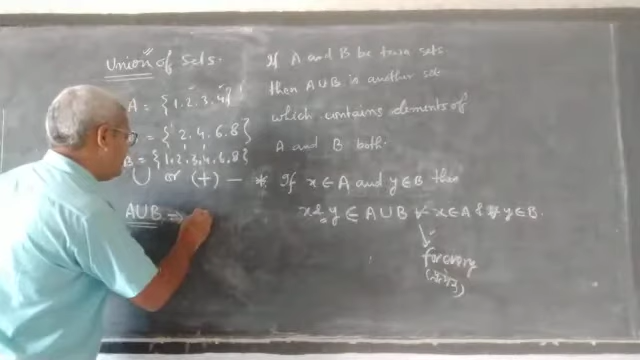 Union of Sets.
A = {1.2.3.4}
= {2.4.6.8}
B = {1.2.3.4.6.8}
U or (+) —
AUB ⇒
If A and B be town sets.
then AUB is another set
which contains elements of
A and B both.
* If x ∈ A and y ∈ B then
x & y ∈ AUB ∀ x ∈ A & y ∈ B.
for every